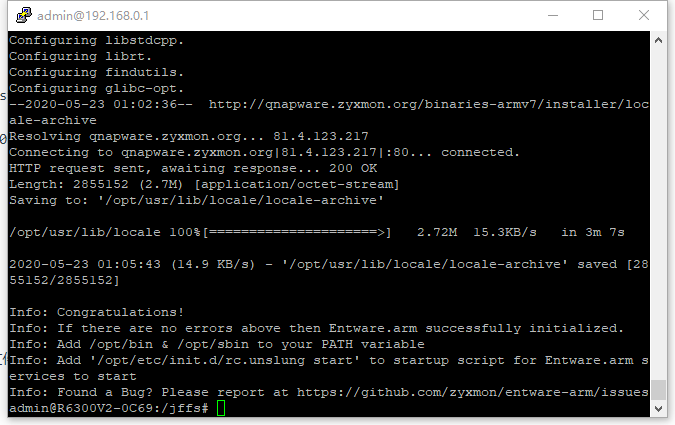 admin@192.168.0.1
Configuring libstdcpp.
Configuring librt.
Configuring findutils.
Configuring glibc-opt.
--2020-05-23 01:02:36--  http://qnapware.zyxmon.org/binaries-armv7/installer/loc
ale-archive
Resolving qnapware.zyxmon.org... 81.4.123.217
Connecting to qnapware.zyxmon.org|81.4.123.217|:80... connected.
HTTP request sent, awaiting response... 200 OK
Length: 2855152 (2.7M) [application/octet-stream]
Saving to: '/opt/usr/lib/locale/locale-archive'
/opt/usr/lib/locale 100%[=====================>]   2.72M  15.3KB/s   in 3m 7s
2020-05-23 01:05:43 (14.9 KB/s) - '/opt/usr/lib/locale/locale-archive' saved [28
55152/2855152]
Info: Congratulations!
Info: If there are no errors above then Entware.arm successfully initialized.
Info: Add /opt/bin & /opt/sbin to your PATH variable
Info: Add '/opt/etc/init.d/rc.unslung start' to startup script for Entware.arm s
ervices to start
Info: Found a Bug? Please report at https://github.com/zyxmon/entware-arm/issues
admin@R6300V2-0C69:/jffs#